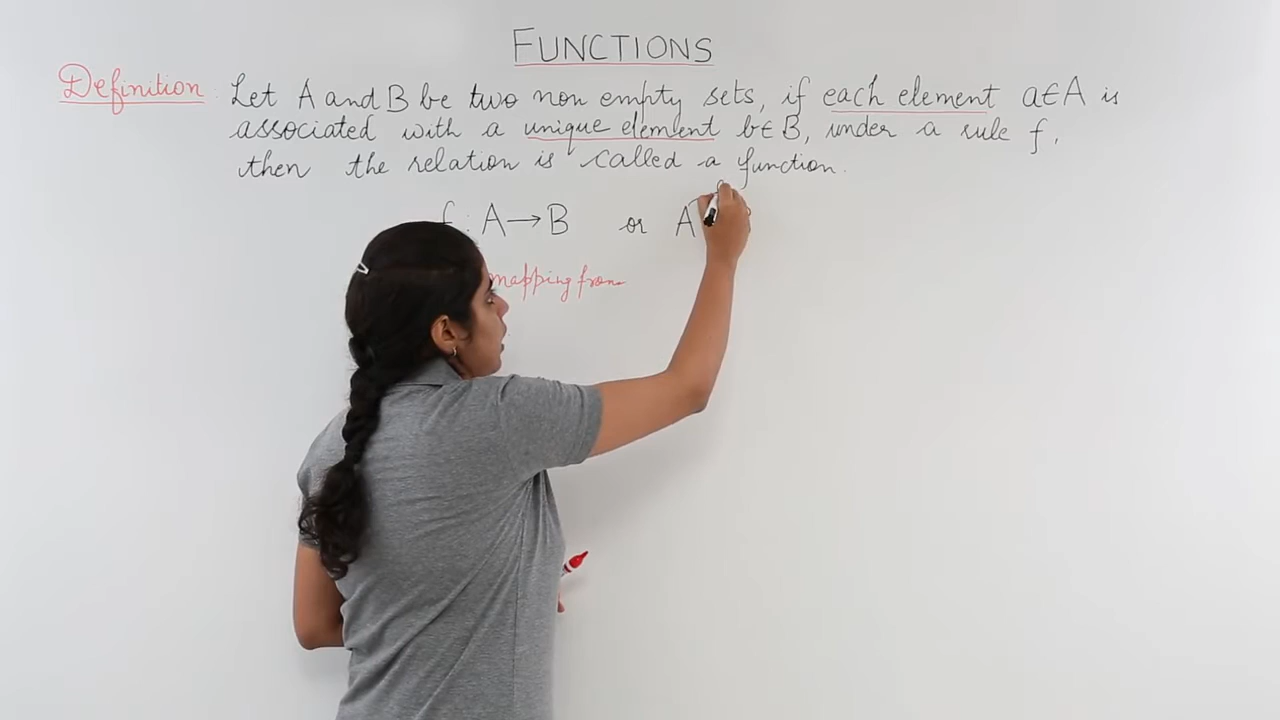 FUNCTIONS
Definition: Let A and B be two non empty sets, if each element a∈A is
associated with a unique element b∈B, under a rule f,
then the relation is called a function.
f: A→B or A
mapping from